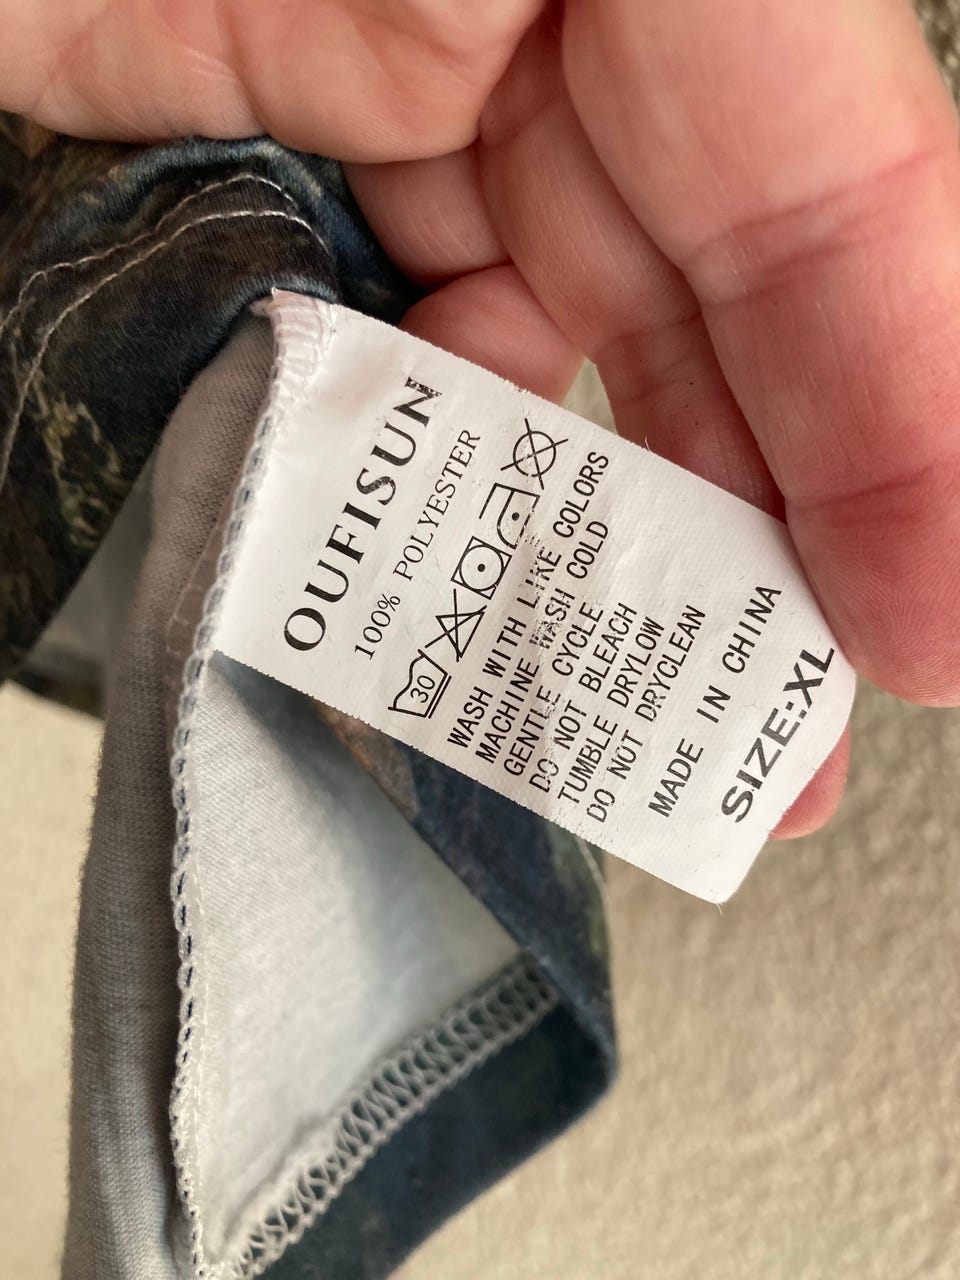 OUFISUN
100% POLYESTER
30
WASH WITH LIKE COLORS
MACHINE WASH COLD
GENTLE CYCLE
DO NOT BLEACH
TUMBLE DRYLOW
DO NOT DRYCLEAN
MADE IN CHINA
SIZE:XL